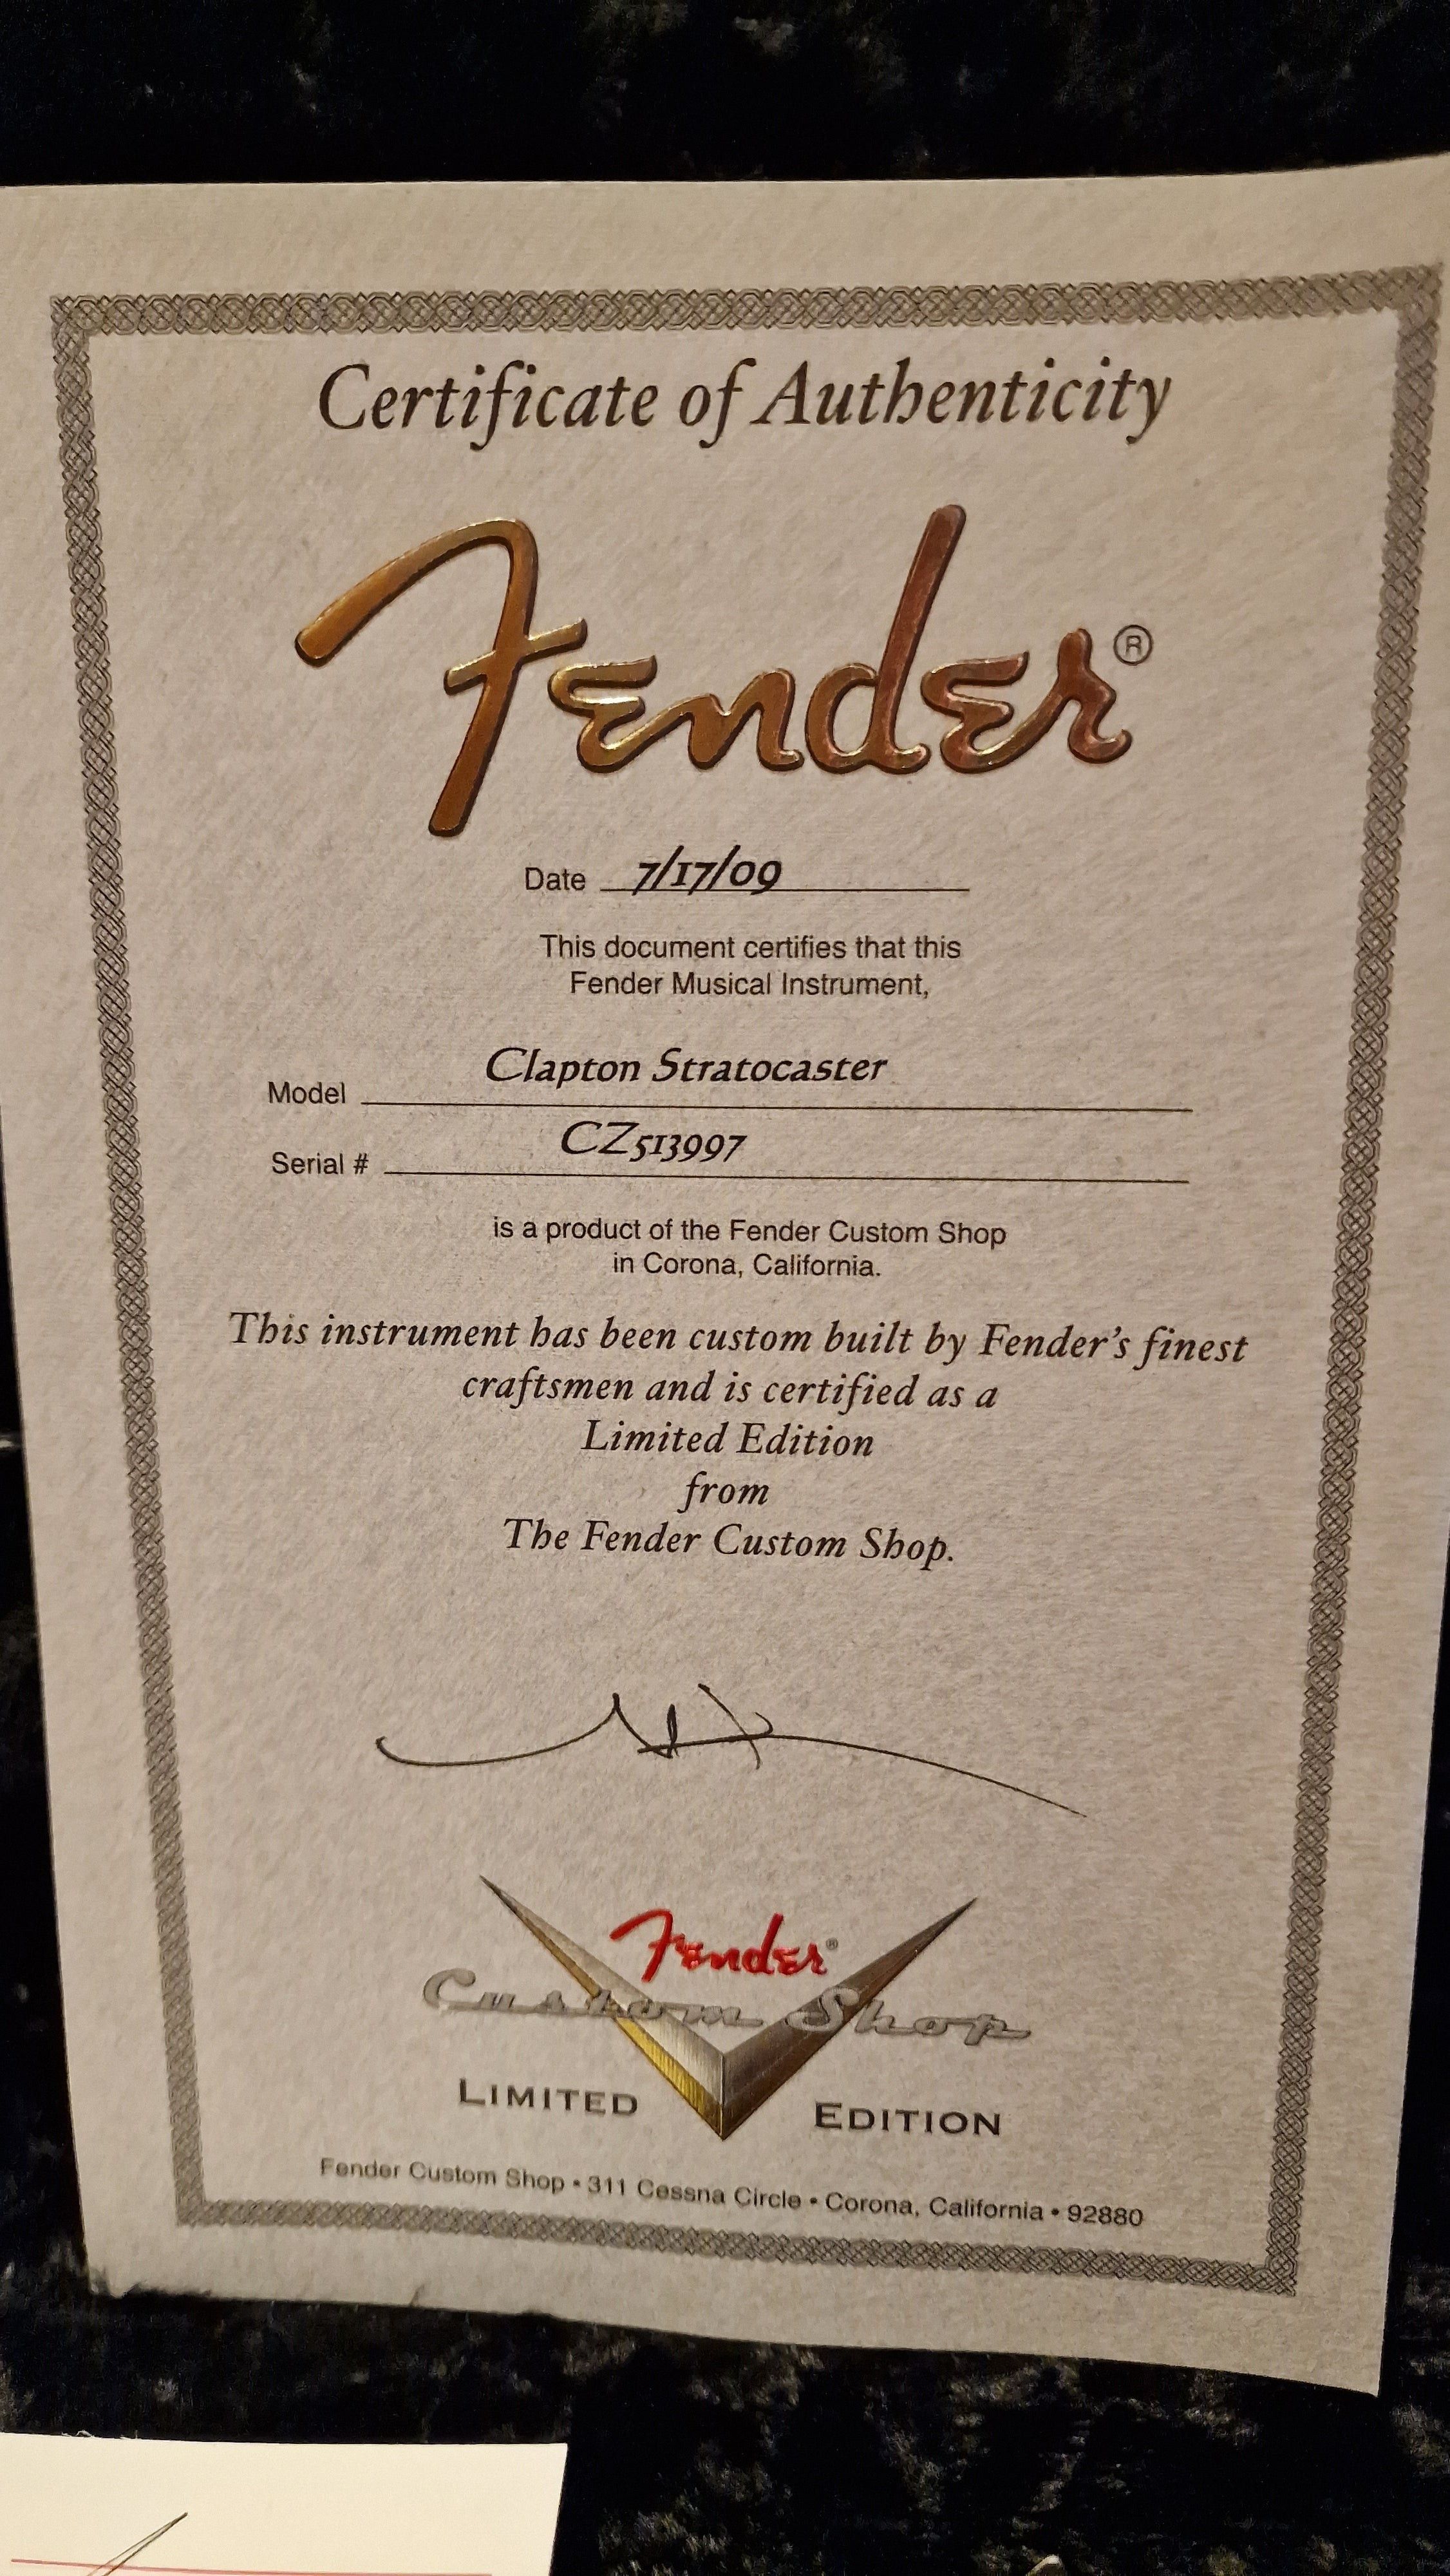 Certificate of Authenticity
Fender®
Date 7/17/09
This document certifies that this
Fender Musical Instrument,
Model Clapton Stratocaster
Serial # CZ513997
is a product of the Fender Custom Shop
in Corona, California.
This instrument has been custom built by Fender's finest
craftsmen and is certified as a
Limited Edition
from
The Fender Custom Shop.
Fender®
Custom Shop
LIMITED EDITION
Fender Custom Shop • 311 Cessna Circle • Corona, California • 92880